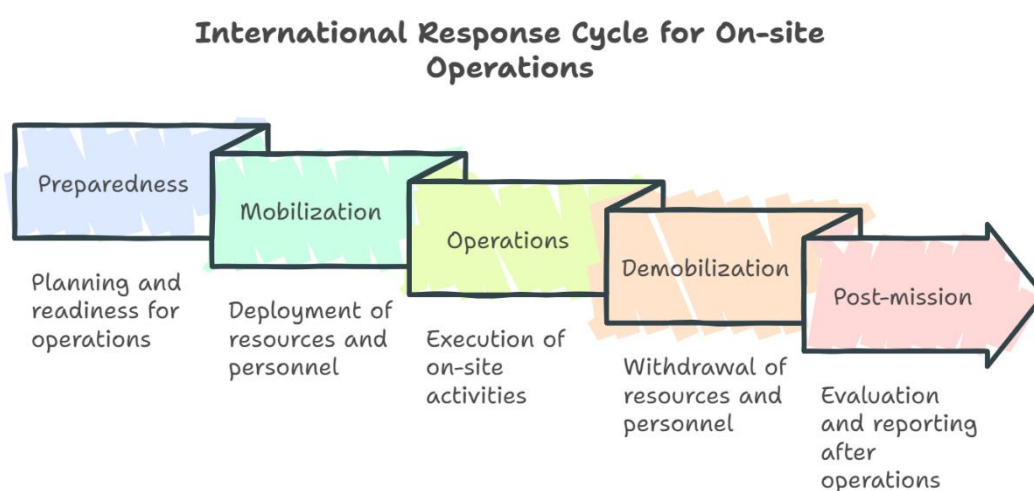 International Response Cycle for On-site
Operations
Preparedness
Planning and
readiness for
operations
Mobilization
Deployment of
resources and
personnel
Operations
Execution of
on-site
activities
Demobilization
Withdrawal of
resources and
personnel
Post-mission
Evaluation
and reporting
after
operations